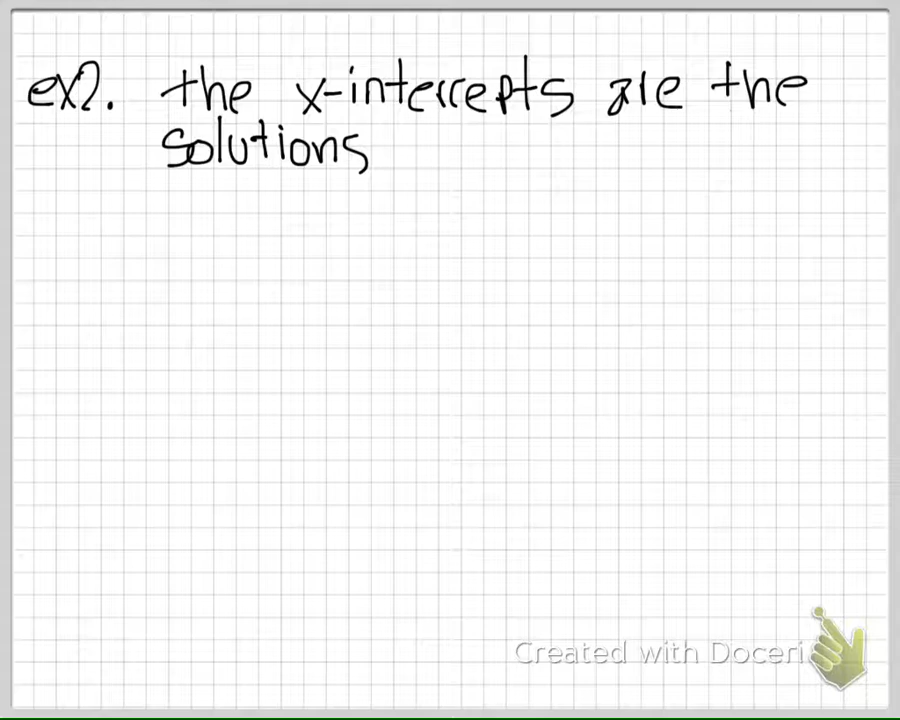 ex2. the x-intercepts are the
solutions
Created with Doceri